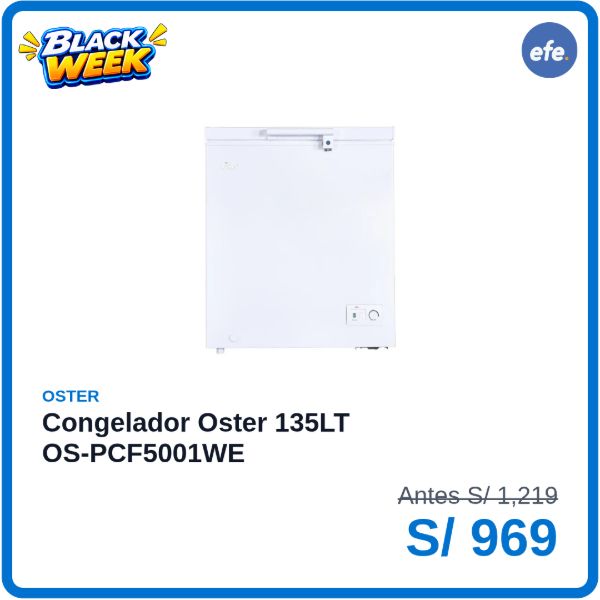 BLACK
WEEK
efe.
OSTER
Congelador Oster 135LT
OS-PCF5001WE
Antes S/ 1,219
S/ 969